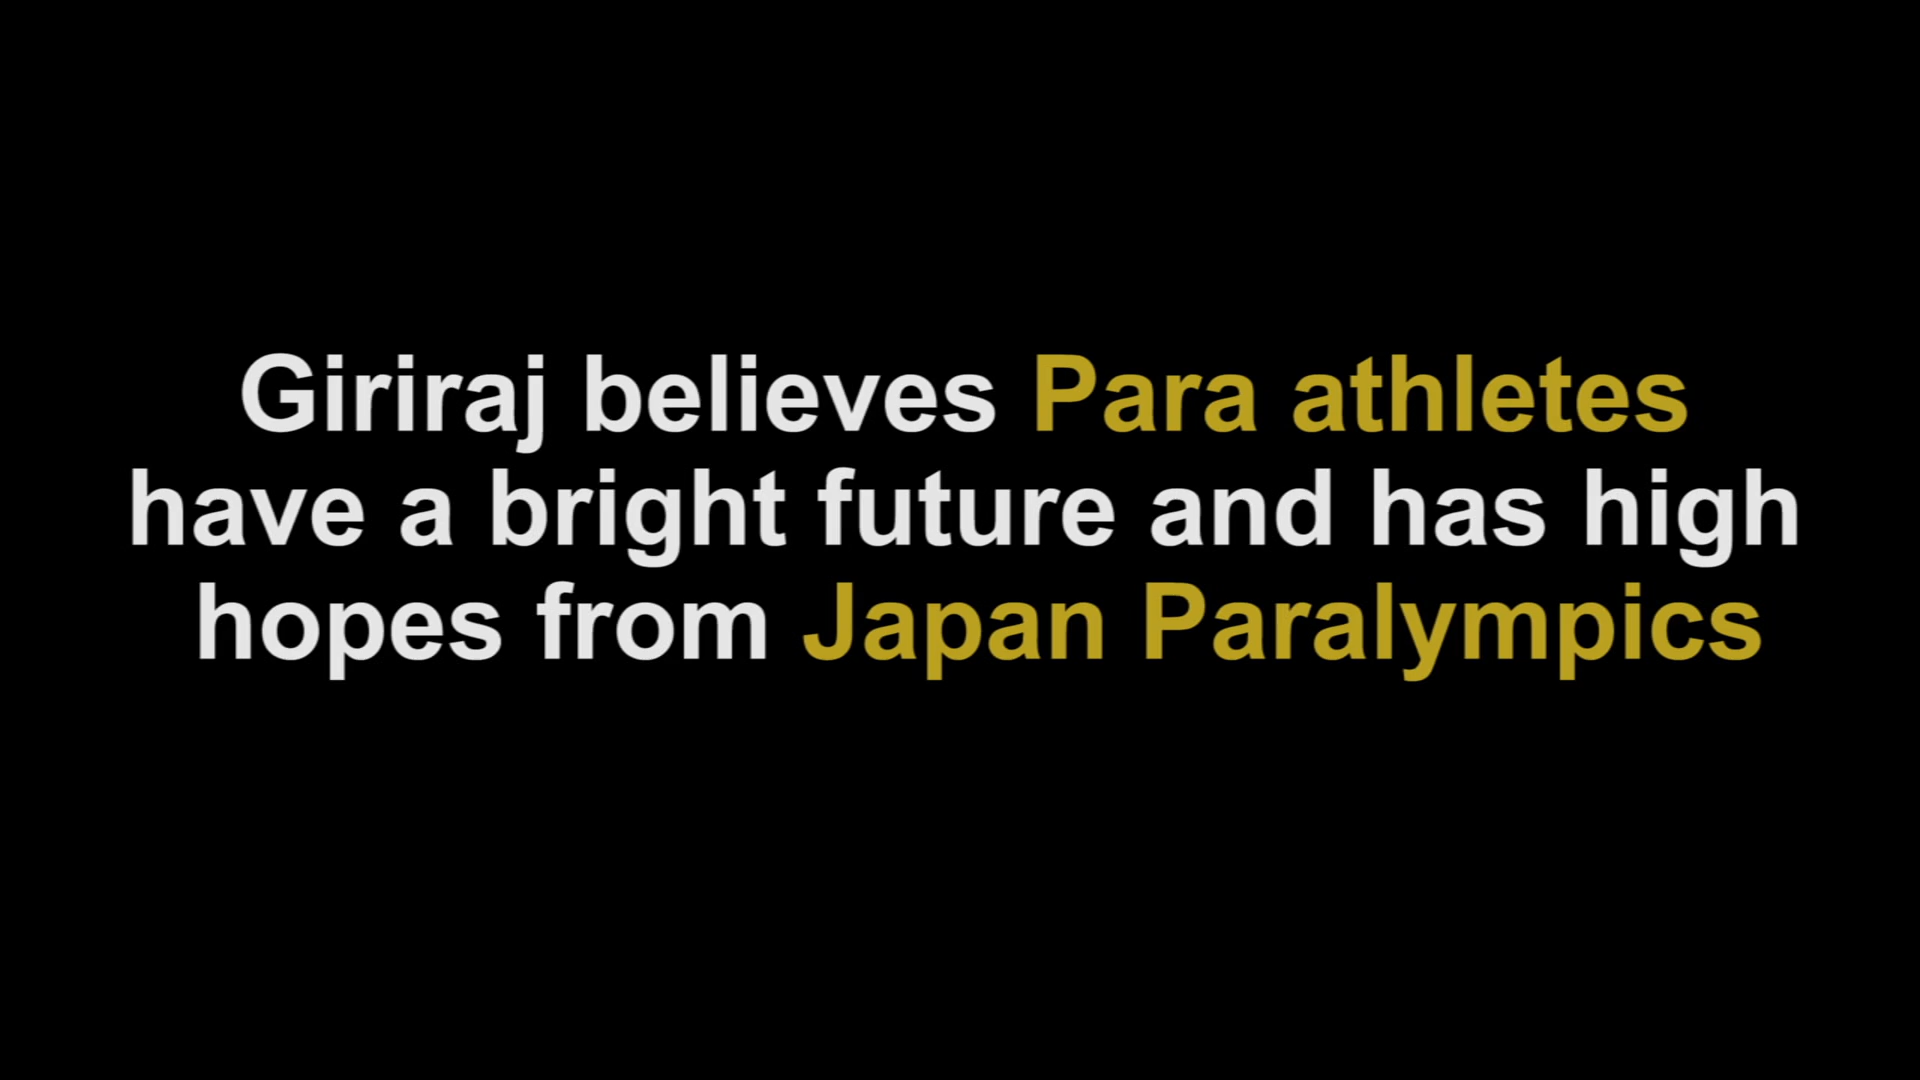 Giriraj believes Para athletes
have a bright future and has high
hopes from Japan Paralympics